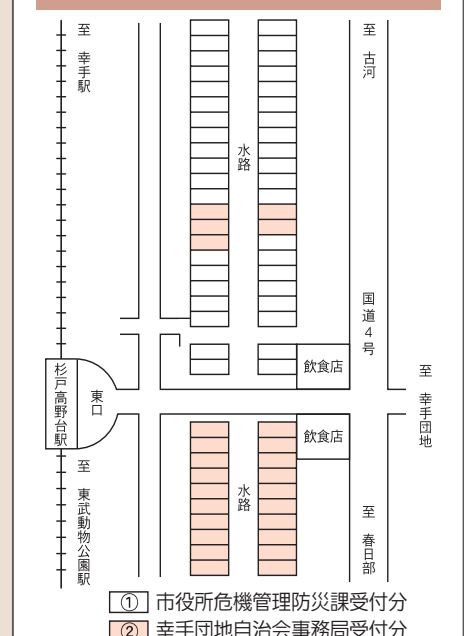 至 幸手駅
至 古河
水路
国道4号
飲食店
至 幸手団地
杉戸高野台駅
東口
飲食店
至 東武動物公園駅
水路
至 春日部
① 市役所危機管理防災課受付分
② 幸手団地自治会事務局受付分